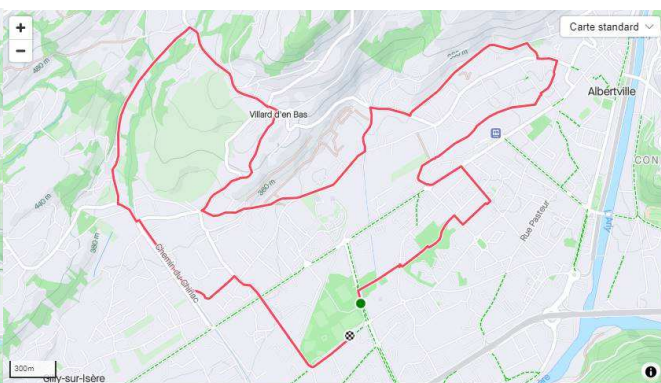 +
−
Carte standard
480 m
Albertville
Villard d'en Bas
CON
360 m
440 m
380 m
Rue Pasteur
Chemin du Chiriac
300m
Gilly-sur-Isère